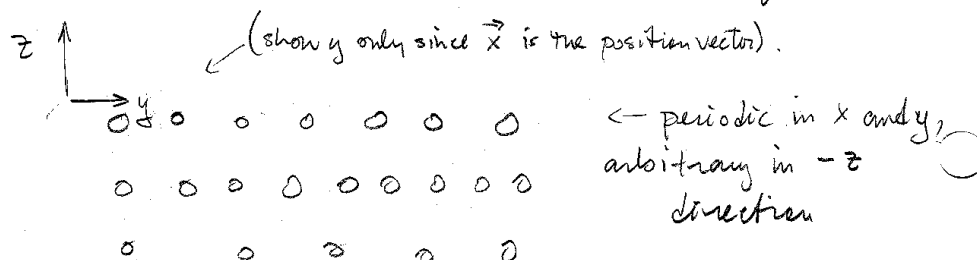 z
(show y only since x⃗ is the position vector).
y
← periodic in x and y,
arbitrary in -z
direction